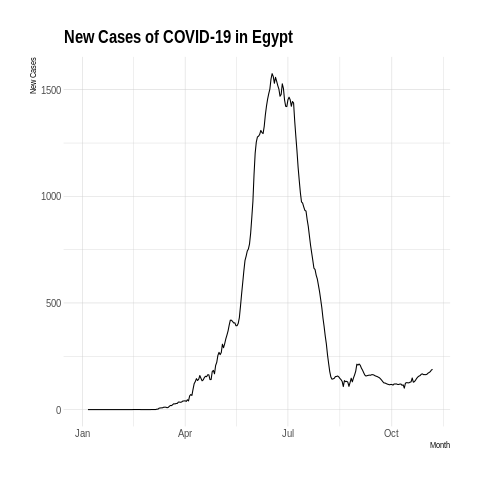 New Cases of COVID-19 in Egypt
New Cases
1500
1000
500
0
Jan Apr Jul Oct
Month